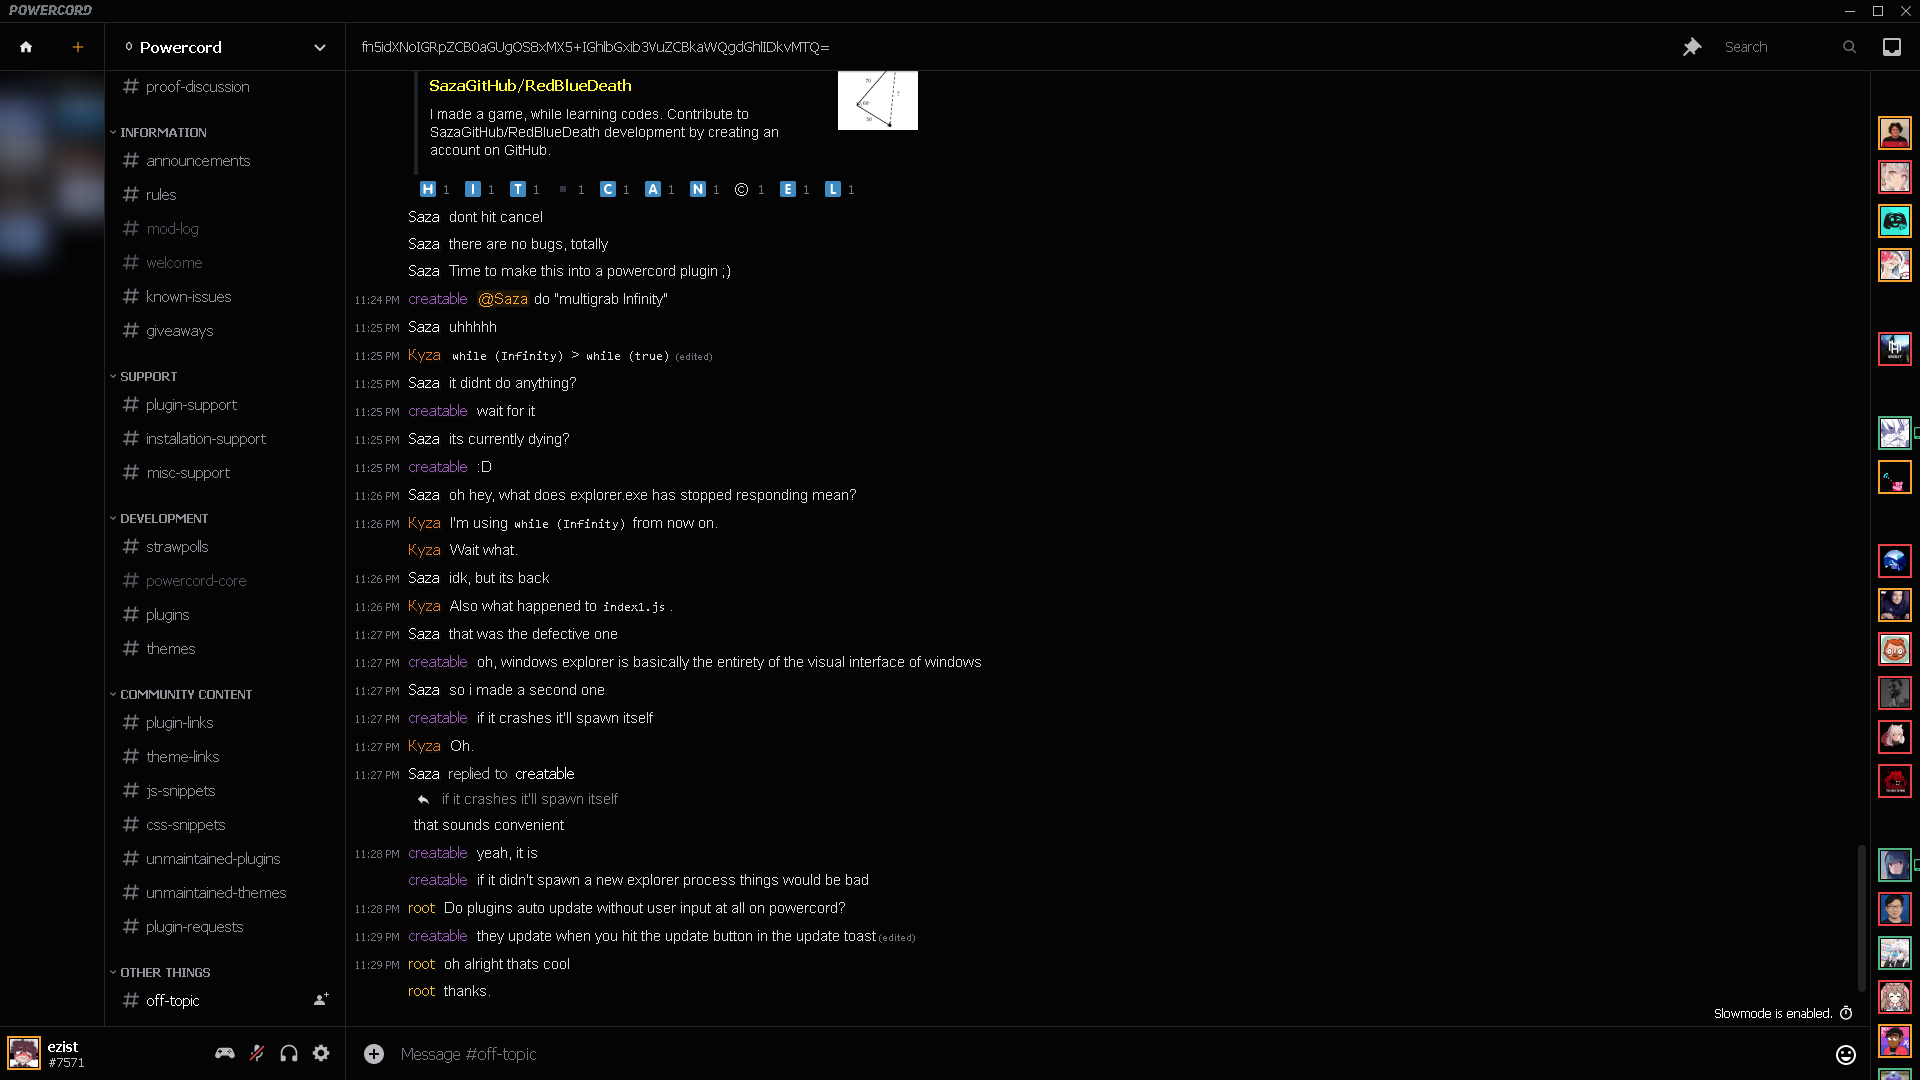 POWERCORD
Powercord
proof-discussion
INFORMATION
announcements
rules
mod-log
welcome
known-issues
giveaways
SUPPORT
plugin-support
installation-support
misc-support
DEVELOPMENT
strawpolls
powercord-core
plugins
themes
COMMUNITY CONTENT
plugin-links
theme-links
js-snippets
css-snippets
unmaintained-plugins
unmaintained-themes
plugin-requests
OTHER THINGS
off-topic
ezist
#7571
Search
SazaGitHub/RedBlueDeath
I made a game, while learning codes. Contribute to
SazaGitHub/RedBlueDeath development by creating an
account on GitHub.
H 1 I 1 T 1 ▪ 1 C 1 A 1 N 1 © 1 E 1 L 1
Saza dont hit cancel
Saza there are no bugs, totally
Saza Time to make this into a powercord plugin ;)
11:24 PM creatable @Saza do "multigrab Infinity"
11:25 PM Saza uhhhhh
11:25 PM Kyza while (Infinity) > while (true) (edited)
11:25 PM Saza it didnt do anything?
11:25 PM creatable wait for it
11:25 PM Saza its currently dying?
11:25 PM creatable :D
11:26 PM Saza oh hey, what does explorer.exe has stopped responding mean?
11:26 PM Kyza I'm using while (Infinity) from now on.
Kyza Wait what.
11:26 PM Saza idk, but its back
11:26 PM Kyza Also what happened to index1.js .
11:27 PM Saza that was the defective one
11:27 PM creatable oh, windows explorer is basically the entirety of the visual interface of windows
11:27 PM Saza so i made a second one
11:27 PM creatable if it crashes it'll spawn itself
11:27 PM Kyza Oh.
11:27 PM Saza replied to creatable
if it crashes it'll spawn itself
that sounds convenient
11:28 PM creatable yeah, it is
creatable if it didn't spawn a new explorer process things would be bad
11:28 PM root Do plugins auto update without user input at all on powercord?
11:29 PM creatable they update when you hit the update button in the update toast (edited)
11:29 PM root oh alright thats cool
root thanks.
Slowmode is enabled.
Message #off-topic